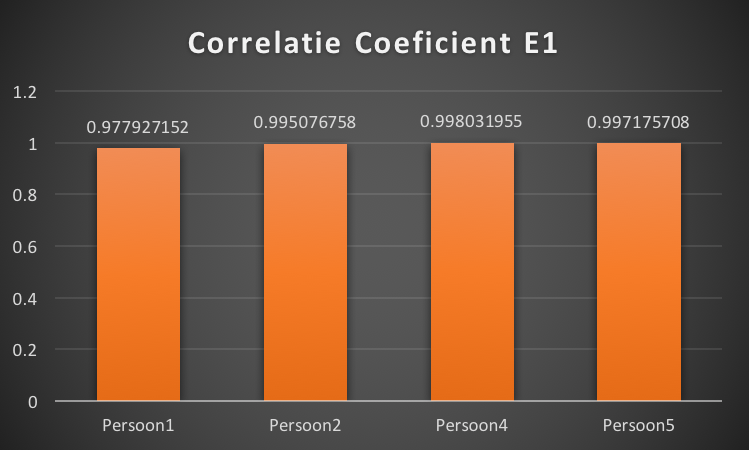 Correlatie Coeficient E1
1.2
1
0.8
0.6
0.4
0.2
0
0.977927152
0.995076758
0.998031955
0.997175708
Persoon1
Persoon2
Persoon4
Persoon5